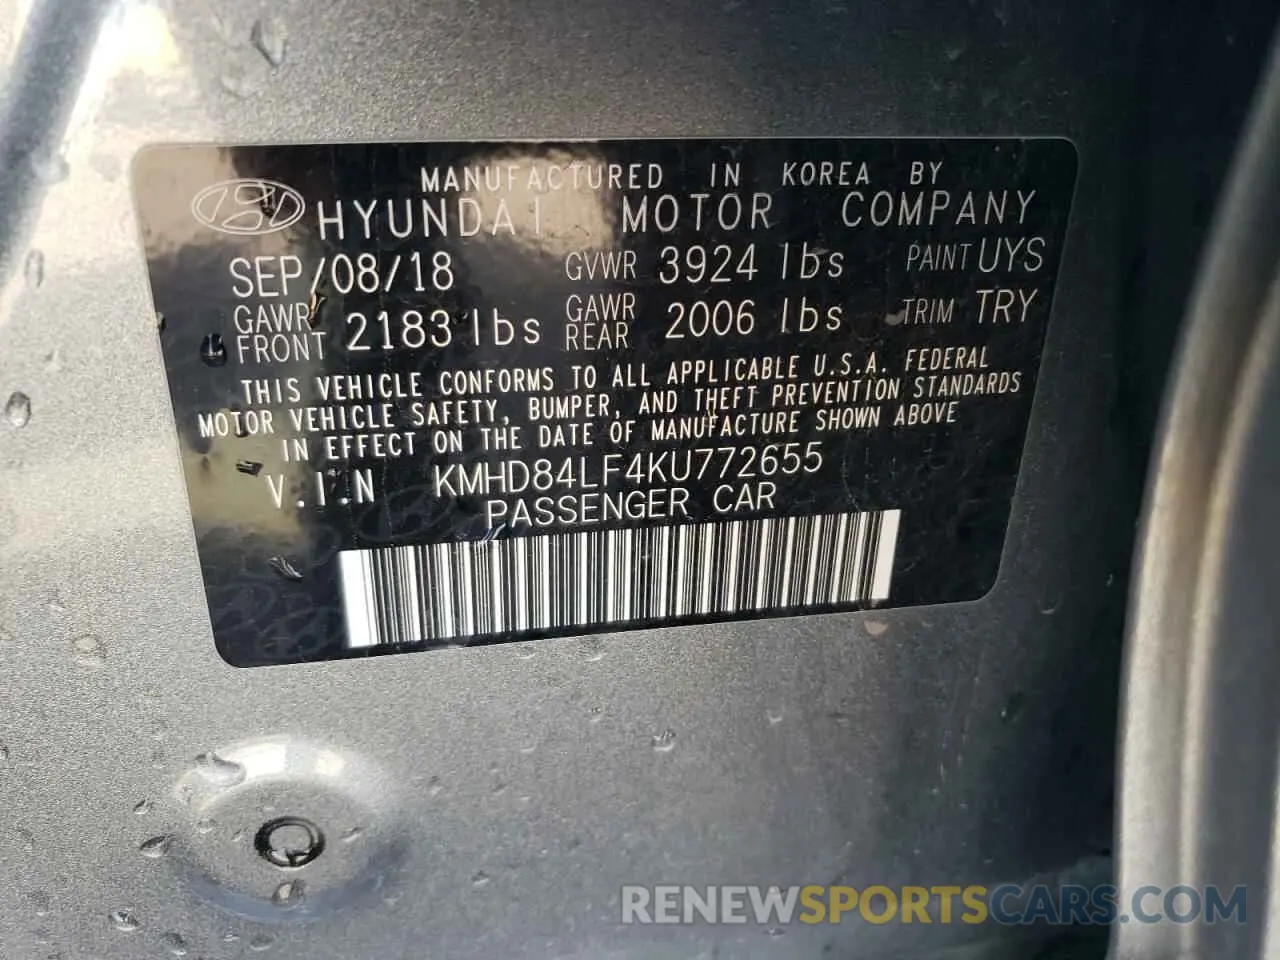 MANUFACTURED IN KOREA BY
HYUNDAI MOTOR COMPANY
SEP/08/18 GVWR 3924 lbs PAINT UYS
GAWR FRONT 2183 lbs GAWR REAR 2006 lbs TRIM TRY
THIS VEHICLE CONFORMS TO ALL APPLICABLE U.S.A. FEDERAL
MOTOR VEHICLE SAFETY, BUMPER, AND THEFT PREVENTION STANDARDS
IN EFFECT ON THE DATE OF MANUFACTURE SHOWN ABOVE
V.I.N KMHD84LF4KU772655
PASSENGER CAR
RENEWSPORTSCARS.COM